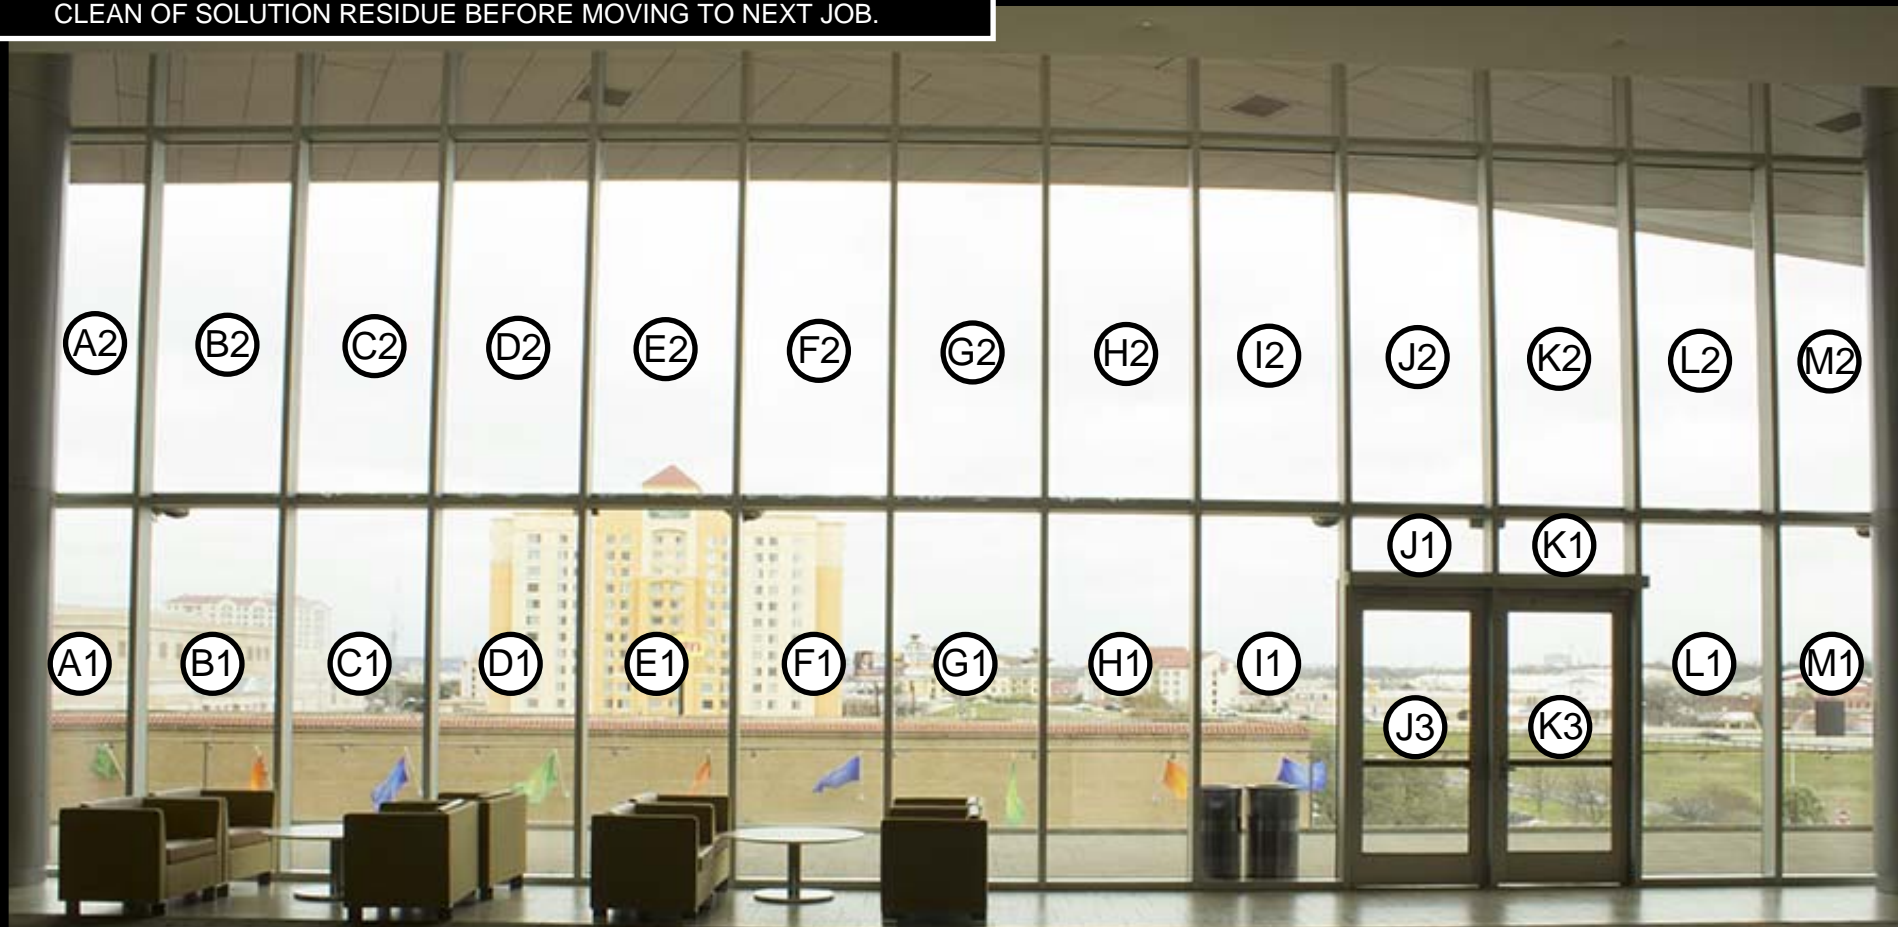 CLEAN OF SOLUTION RESIDUE BEFORE MOVING TO NEXT JOB.
A2 B2 C2 D2 E2 F2 G2 H2 I2 J2 K2 L2 M2
J1 K1
A1 B1 C1 D1 E1 F1 G1 H1 I1 L1 M1
J3 K3